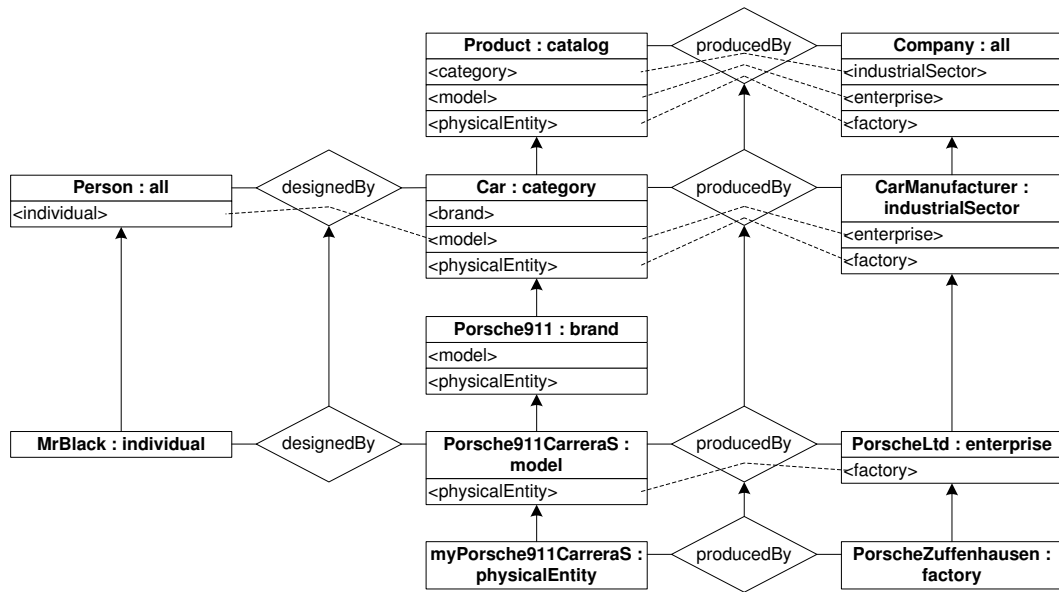 Product : catalog
producedBy
Company : all
<category>
<industrialSector>
<model>
<enterprise>
<physicalEntity>
<factory>
Person : all
designedBy
Car : category
producedBy
CarManufacturer :
industrialSector
<individual>
<brand>
<model>
<enterprise>
<physicalEntity>
<factory>
Porsche911 : brand
<model>
<physicalEntity>
MrBlack : individual
designedBy
Porsche911CarreraS :
model
producedBy
PorscheLtd : enterprise
<physicalEntity>
<factory>
myPorsche911CarreraS :
physicalEntity
producedBy
PorscheZuffenhausen :
factory